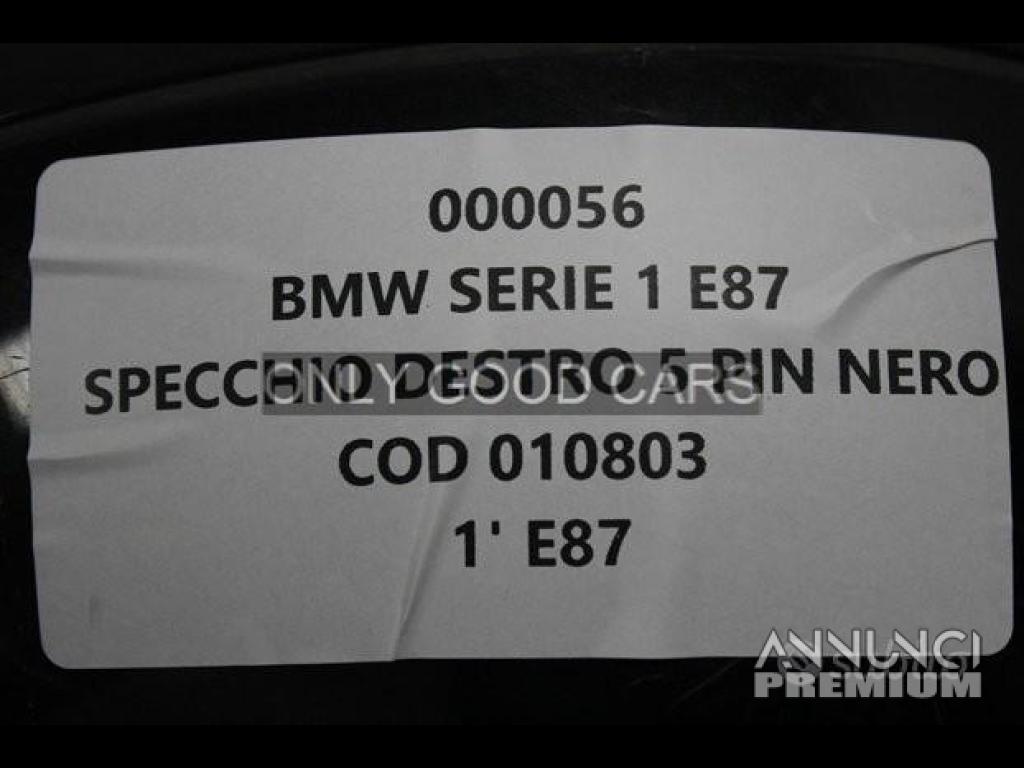 000056
BMW SERIE 1 E87
SPECCHIO DESTRO 5 PIN NERO
ONLY GOOD CARS
COD 010803
1' E87
ANNUNCI
PREMIUM